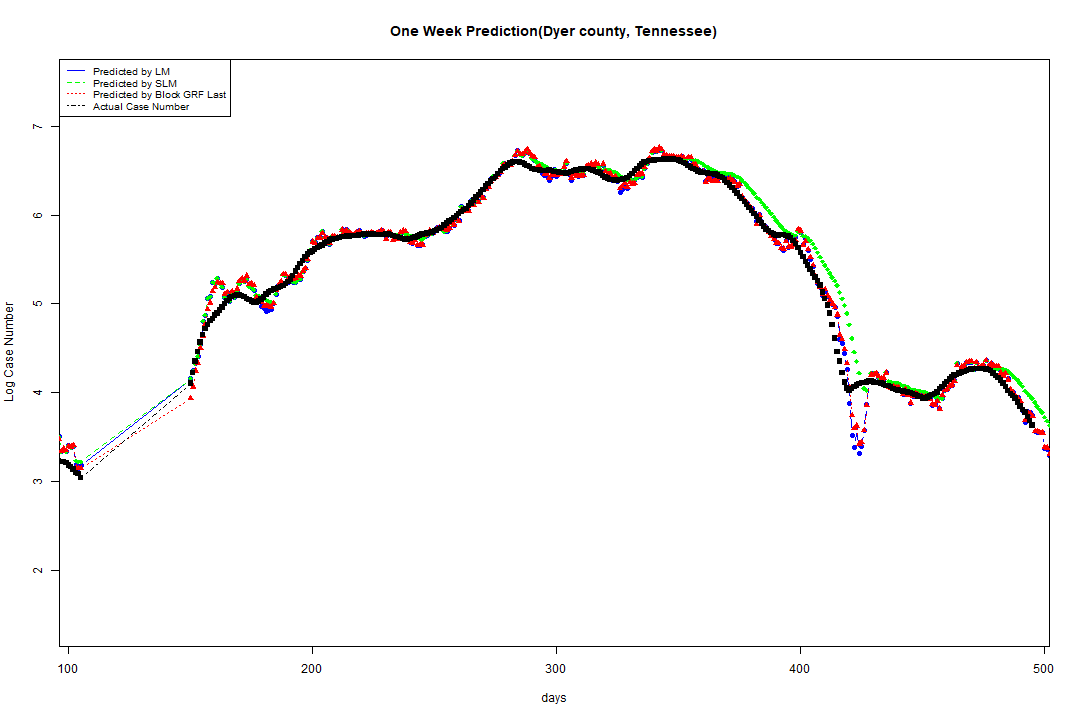 One Week Prediction(Dyer county, Tennessee)
Predicted by LM
Predicted by SLM
Predicted by Block GRF Last
Actual Case Number
7
6
5
4
3
2
Log Case Number
100 200 300 400 500
days